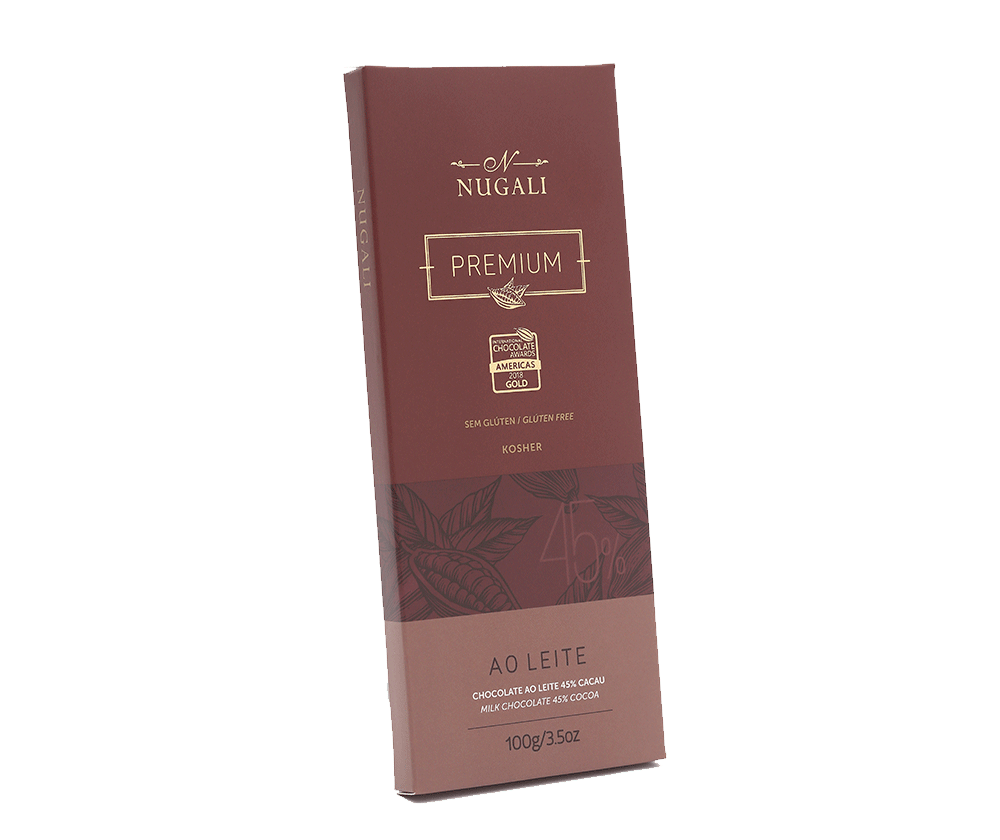 N
NUGALI
NUGALI
PREMIUM
INTERNATIONAL
CHOCOLATE
AWARDS
AMERICAS
2018
GOLD
SEM GLÚTEN / GLÚTEN FREE
KOSHER
45%
AO LEITE
CHOCOLATE AO LEITE 45% CACAU
MILK CHOCOLATE 45% COCOA
100g/3.5oz